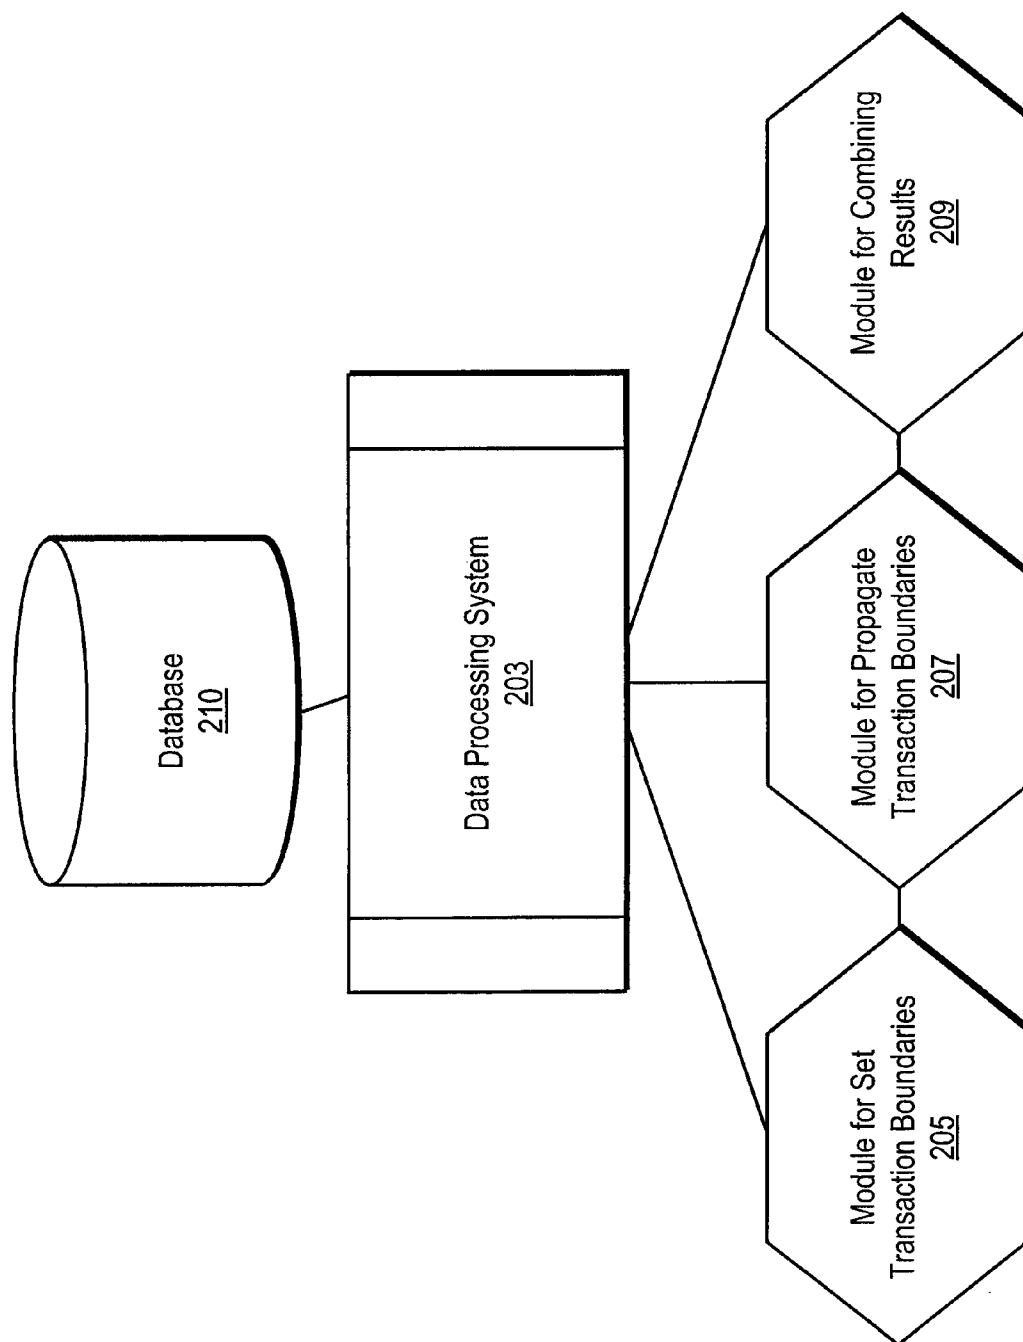 Database
210
Data Processing System
203
Module for Set
Transaction Boundaries
205
Module for Propagate
Transaction Boundaries
207
Module for Combining
Results
209